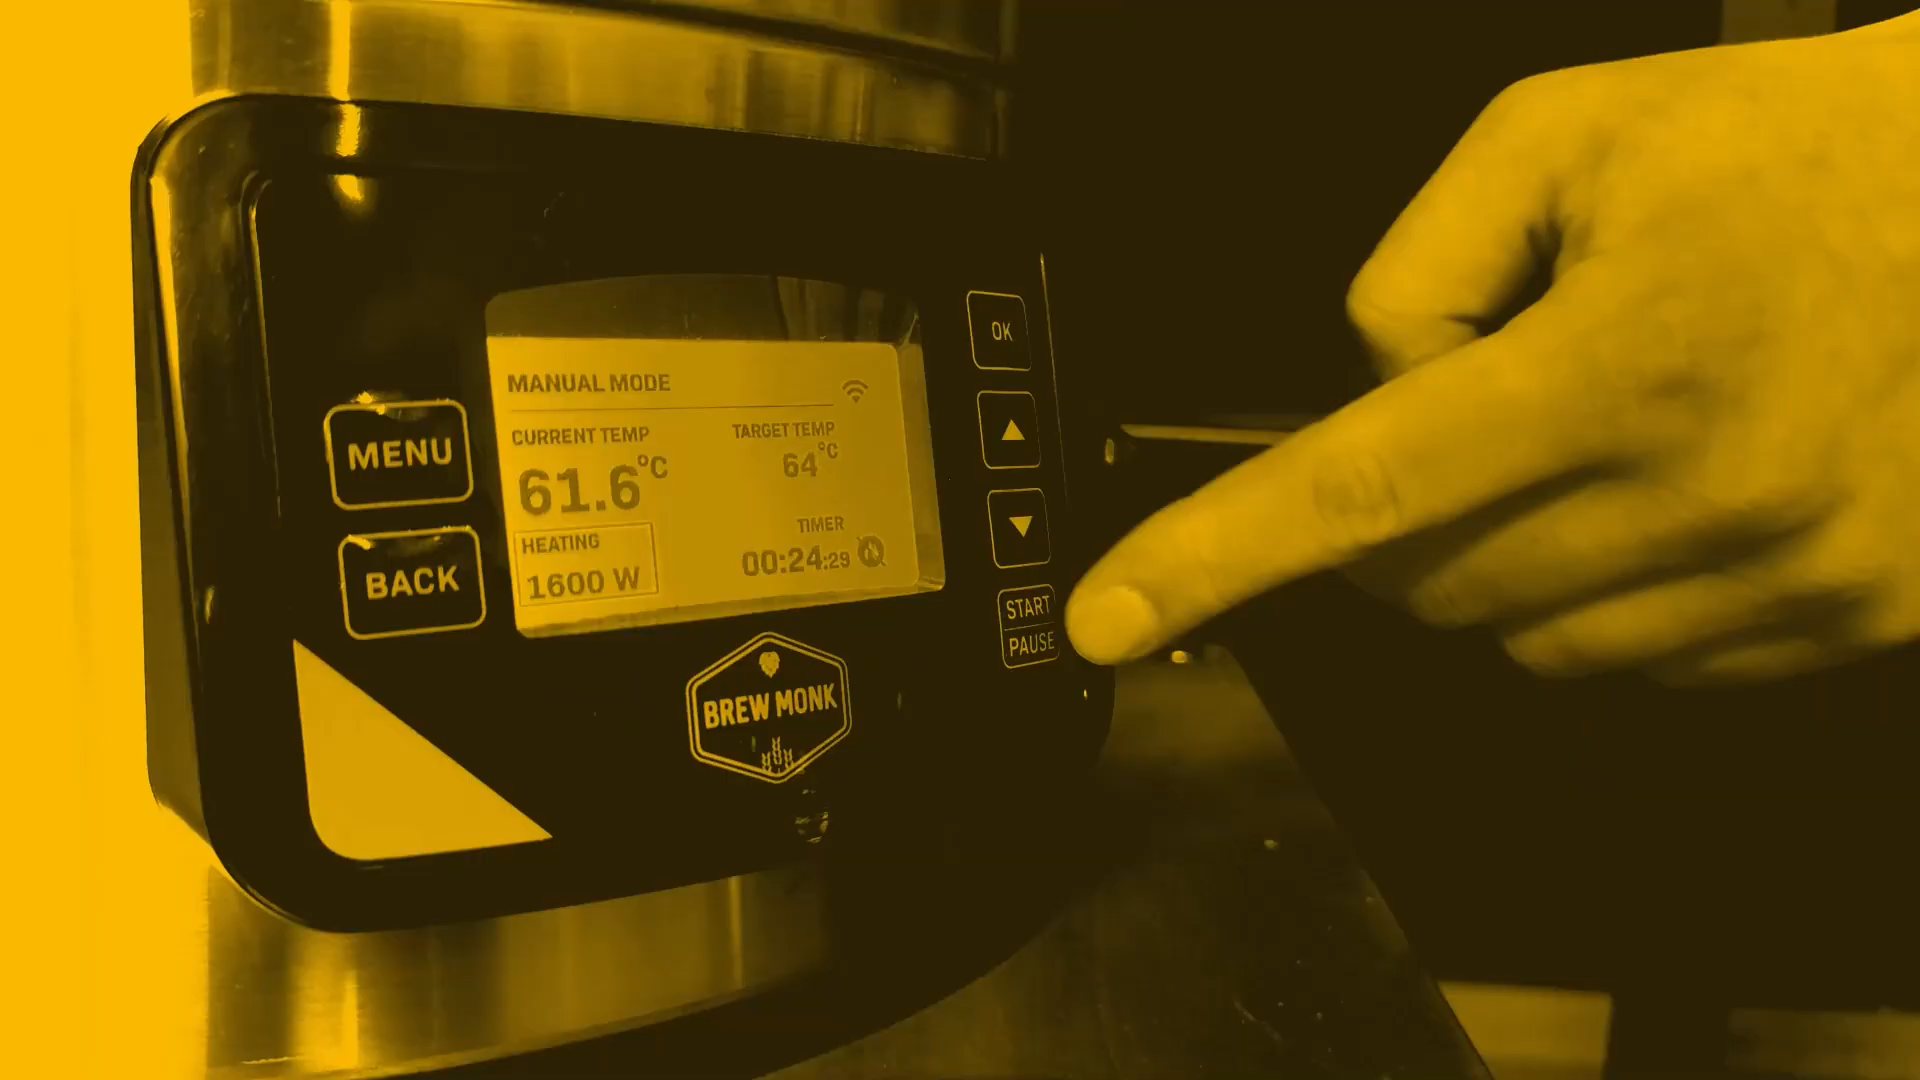 MENU
BACK
MANUAL MODE
CURRENT TEMP
61.6°C
HEATING
1600 W
TARGET TEMP
64°C
TIMER
00:24:29
OK
START
PAUSE
BREW MONK